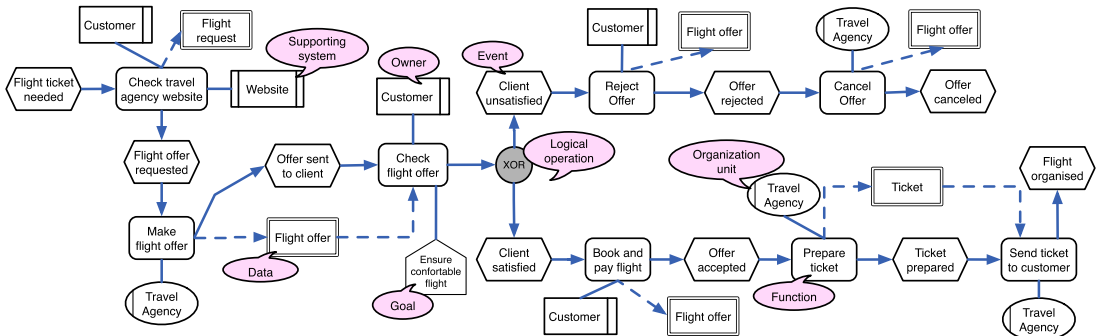 Customer
Flight
request
Supporting
system
Flight ticket
needed
Check travel
agency website
Website
Flight offer
requested
Make
flight offer
Travel
Agency
Offer sent
to client
Flight offer
Data
Owner
Customer
Check
flight offer
Ensure
confortable
flight
Goal
XOR
Logical
operation
Event
Client
unsatisfied
Customer
Flight offer
Reject
Offer
Offer
rejected
Travel
Agency
Flight offer
Cancel
Offer
Offer
canceled
Client
satisfied
Book and
pay flight
Customer
Flight offer
Offer
accepted
Organization
unit
Travel
Agency
Prepare
ticket
Function
Ticket
Ticket
prepared
Send ticket
to customer
Travel
Agency
Flight
organised